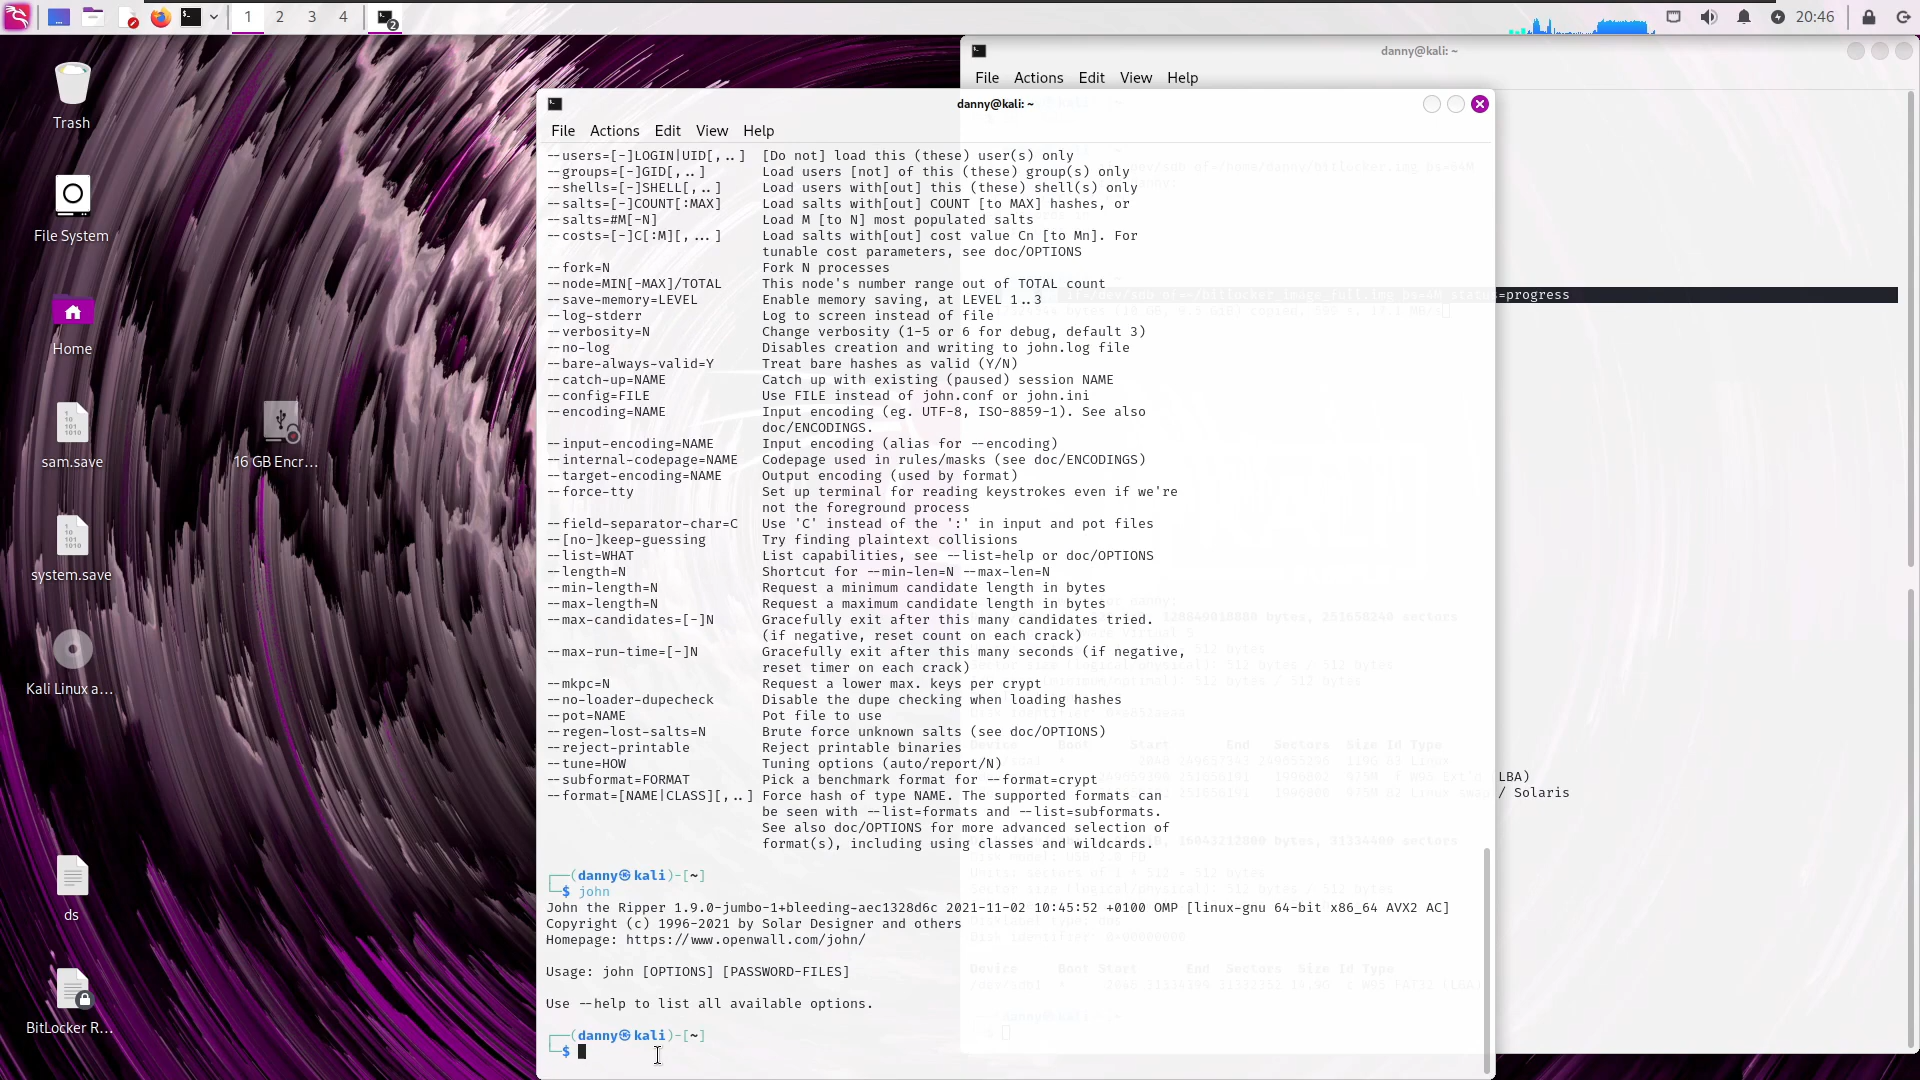 1 2 3 4
2
20:46
Trash
File System
Home
sam.save
system.save
Kali Linux a...
ds
BitLocker R...
16 GB Encr...
danny@kali: ~
File Actions Edit View Help
=progress
LBA)
/ Solaris
danny@kali: ~
File Actions Edit View Help
--users=[-]LOGIN|UID[,..] [Do not] load this (these) user(s) only
--groups=[-]GID[,..] Load users [not] of this (these) group(s) only
--shells=[-]SHELL[,..] Load users with[out] this (these) shell(s) only
--salts=[-]COUNT[:MAX] Load salts with[out] COUNT [to MAX] hashes, or
--salts=#M[-N] Load M [to N] most populated salts
--costs=[-]C[:M][,...] Load salts with[out] cost value Cn [to Mn]. For
tunable cost parameters, see doc/OPTIONS
--fork=N Fork N processes
--node=MIN[-MAX]/TOTAL This node's number range out of TOTAL count
--save-memory=LEVEL Enable memory saving, at LEVEL 1..3
--log-stderr Log to screen instead of file
--verbosity=N Change verbosity (1-5 or 6 for debug, default 3)
--no-log Disables creation and writing to john.log file
--bare-always-valid=Y Treat bare hashes as valid (Y/N)
--catch-up=NAME Catch up with existing (paused) session NAME
--config=FILE Use FILE instead of john.conf or john.ini
--encoding=NAME Input encoding (eg. UTF-8, ISO-8859-1). See also
doc/ENCODINGS.
--input-encoding=NAME Input encoding (alias for --encoding)
--internal-codepage=NAME Codepage used in rules/masks (see doc/ENCODINGS)
--target-encoding=NAME Output encoding (used by format)
--force-tty Set up terminal for reading keystrokes even if we're
not the foreground process
--field-separator-char=C Use 'C' instead of the ':' in input and pot files
--[no-]keep-guessing Try finding plaintext collisions
--list=WHAT List capabilities, see --list=help or doc/OPTIONS
--length=N Shortcut for --min-len=N --max-len=N
--min-length=N Request a minimum candidate length in bytes
--max-length=N Request a maximum candidate length in bytes
--max-candidates=[-]N Gracefully exit after this many candidates tried.
(if negative, reset count on each crack)
--max-run-time=[-]N Gracefully exit after this many seconds (if negative,
reset timer on each crack)
--mkpc=N Request a lower max. keys per crypt
--no-loader-dupecheck Disable the dupe checking when loading hashes
--pot=NAME Pot file to use
--regen-lost-salts=N Brute force unknown salts (see doc/OPTIONS)
--reject-printable Reject printable binaries
--tune=HOW Tuning options (auto/report/N)
--subformat=FORMAT Pick a benchmark format for --format=crypt
--format=[NAME|CLASS][,..] Force hash of type NAME. The supported formats can
be seen with --list=formats and --list=subformats.
See also doc/OPTIONS for more advanced selection of
format(s), including using classes and wildcards.
┌──(danny㉿kali)-[~]
└─$ john
John the Ripper 1.9.0-jumbo-1+bleeding-aec1328d6c 2021-11-02 10:45:52 +0100 OMP [linux-gnu 64-bit x86_64 AVX2 AC]
Copyright (c) 1996-2021 by Solar Designer and others
Homepage: https://www.openwall.com/john/
Usage: john [OPTIONS] [PASSWORD-FILES]
Use --help to list all available options.
┌──(danny㉿kali)-[~]
└─$